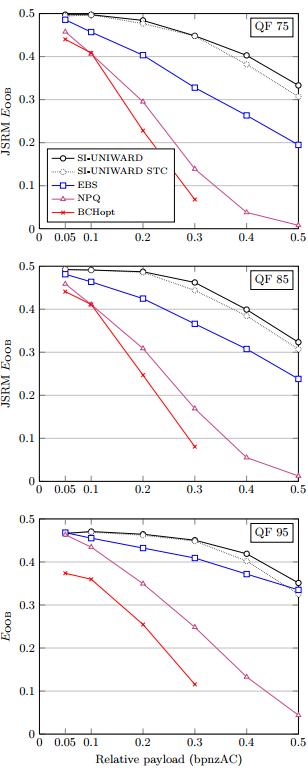 0.5
QF 75
0.4
0.3
0.2
0.1
0
JSRM EOOB
SI-UNIWARD
SI-UNIWARD STC
EBS
NPQ
BCHopt
0 0.05 0.1 0.2 0.3 0.4 0.5
0.5
QF 85
0.4
0.3
0.2
0.1
0
JSRM EOOB
0 0.05 0.1 0.2 0.3 0.4 0.5
0.5
QF 95
0.4
0.3
0.2
0.1
0
EOOB
0 0.05 0.1 0.2 0.3 0.4 0.5
Relative payload (bpnzAC)